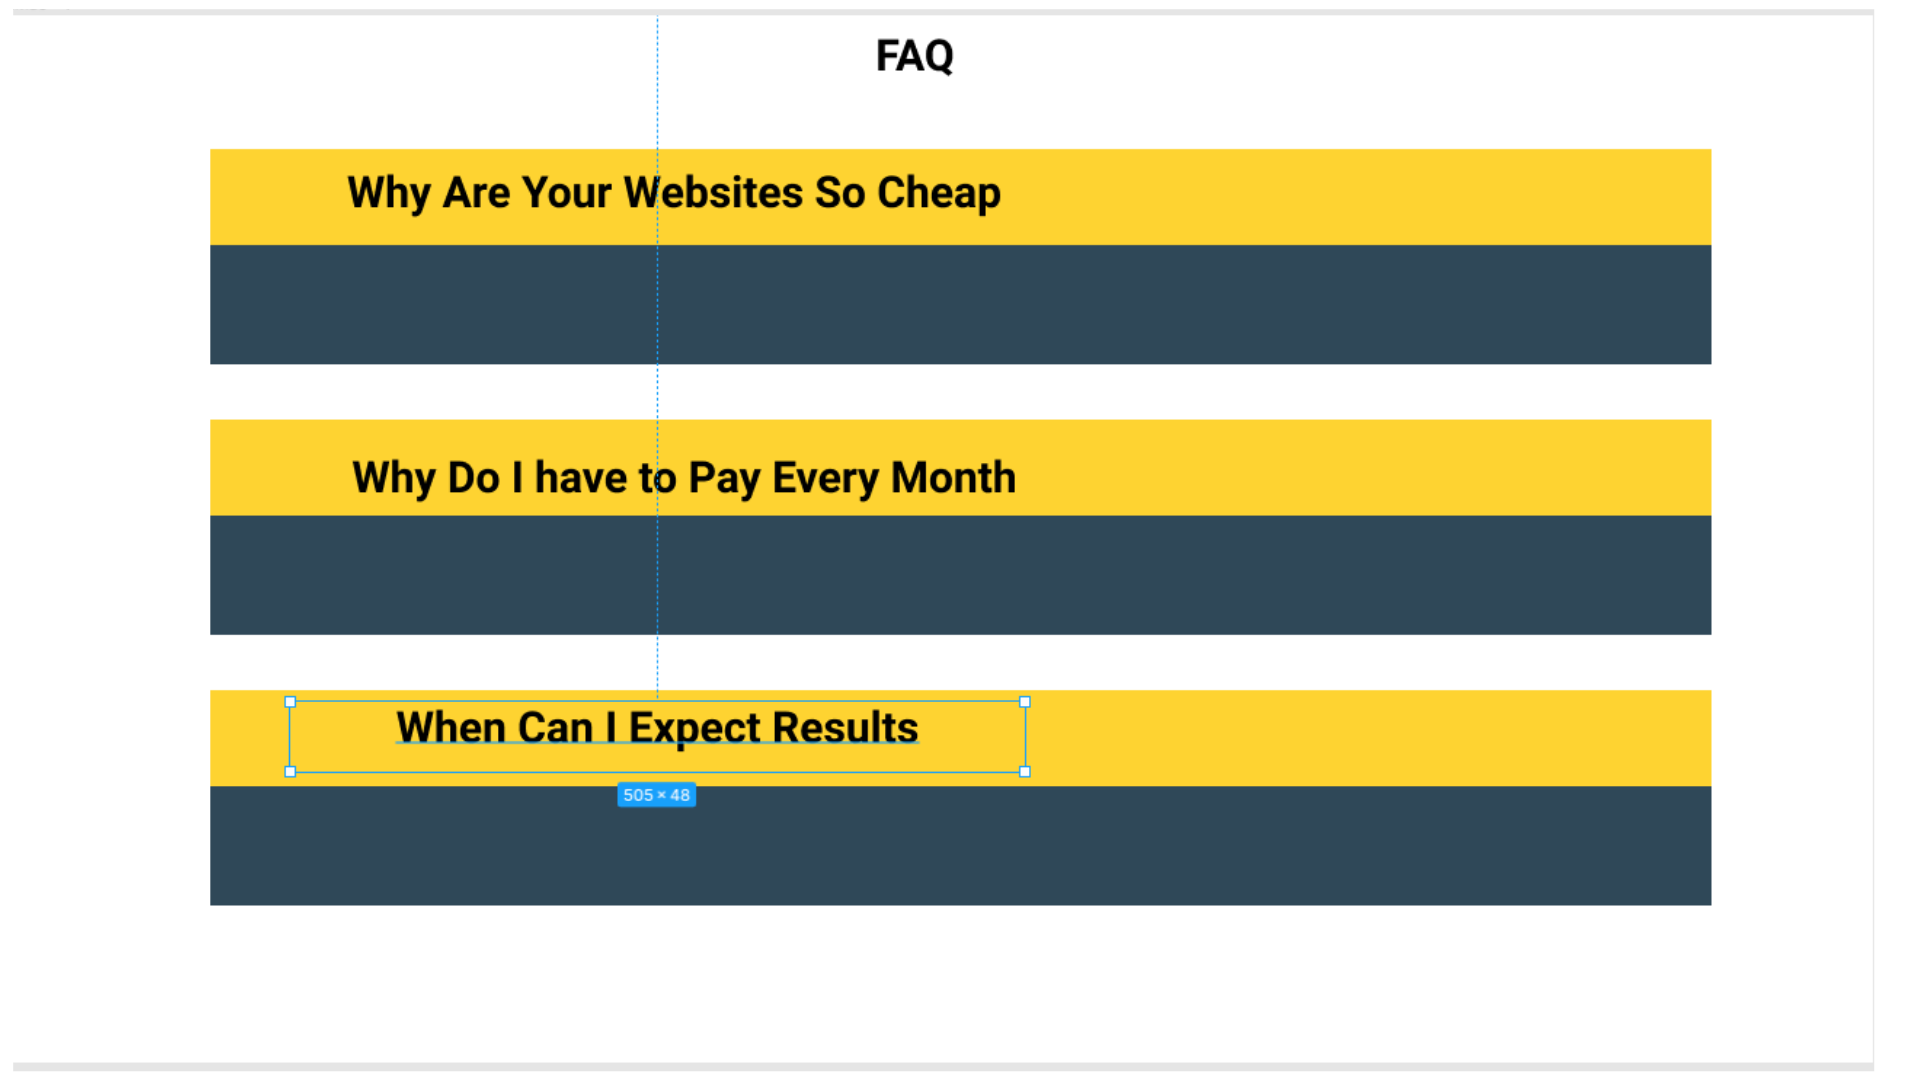 FAQ
Why Are Your Websites So Cheap
Why Do I have to Pay Every Month
When Can I Expect Results
505 × 48